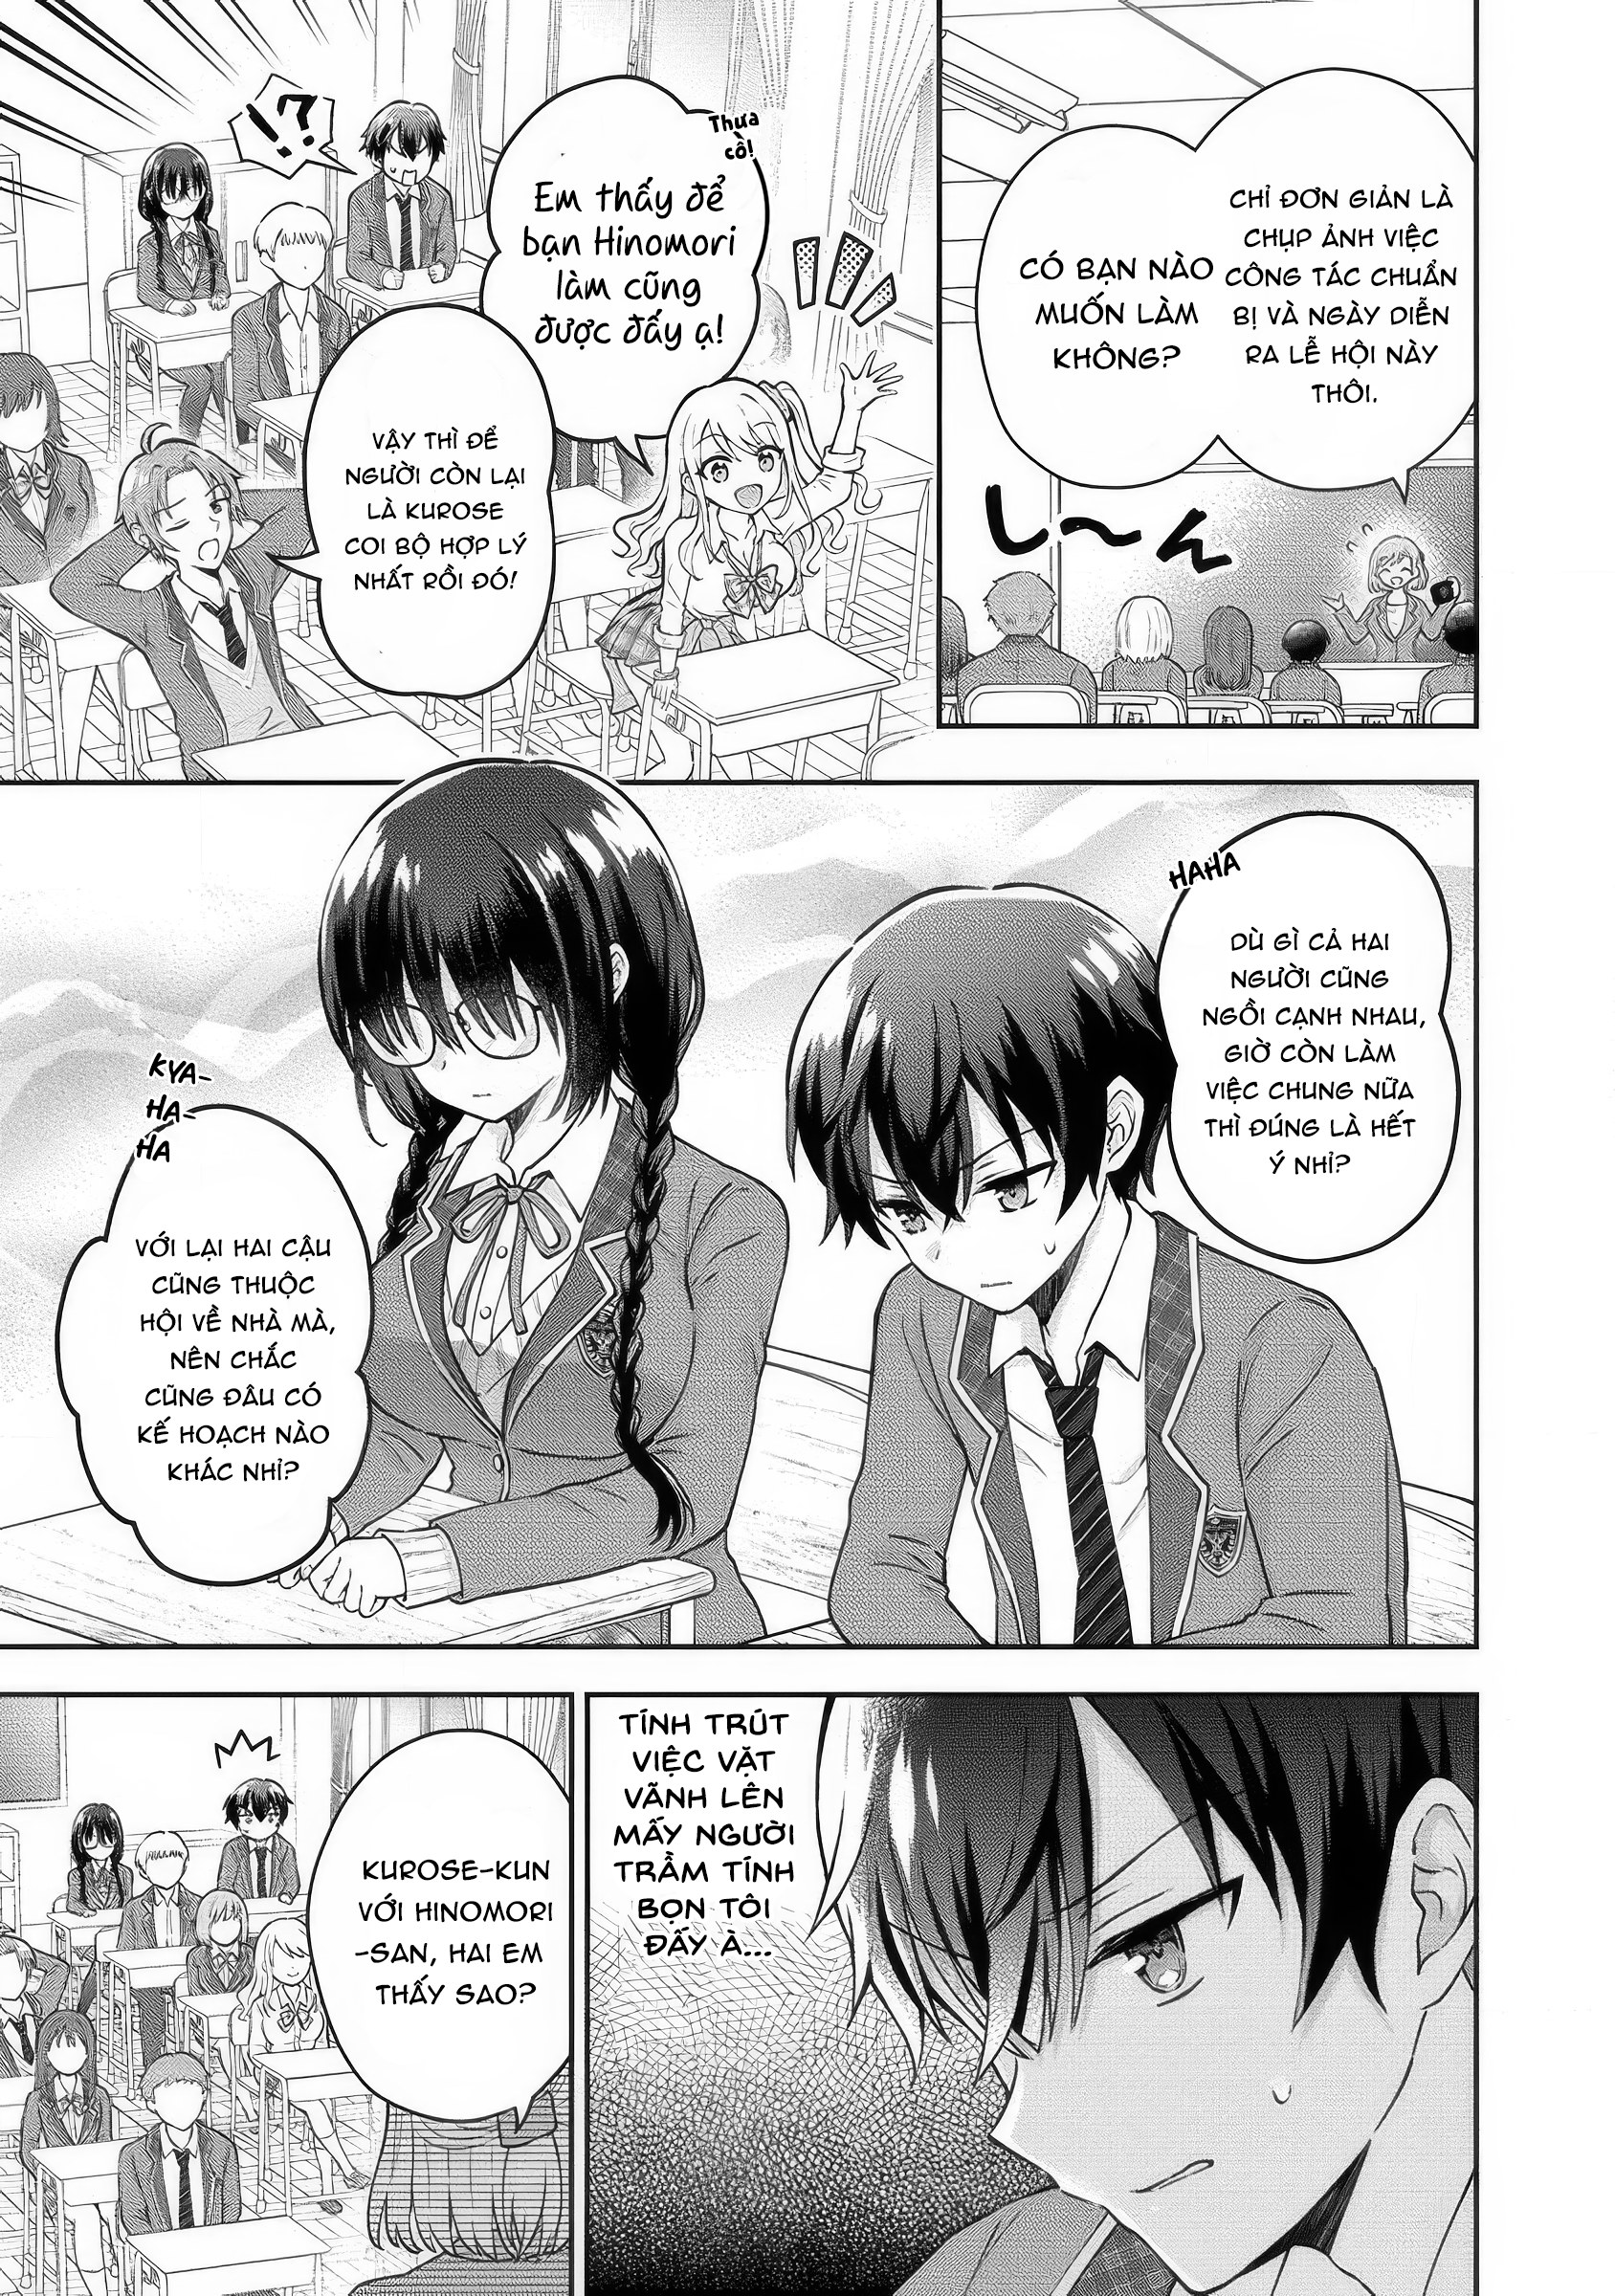 CHỈ ĐƠN GIẢN LÀ
CHỤP ẢNH VIỆC
CÔNG TÁC CHUẨN
BỊ VÀ NGÀY DIỄN
RA LỄ HỘI NÀY
THÔI.
CÓ BẠN NÀO
MUỐN LÀM
KHÔNG?
し〜ん
Thưa
cồ!
Em thấy để
bạn Hinomori
làm cũng
được đấy ạ!
!?
VẬY THÌ ĐỂ
NGƯỜI CÒN LẠI
LÀ KUROSE
COI BỘ HỢP LÝ
NHẤT RỒI ĐÓ!
HAHA
DÙ GÌ CẢ HAI
NGƯỜI CŨNG
NGỒI CẠNH NHAU,
GIỜ CÒN LÀM
VIỆC CHUNG NỮA
THÌ ĐÚNG LÀ HẾT
Ý NHỈ?
KYA-
HA-
HA
VỚI LẠI HAI CẬU
CŨNG THUỘC
HỘI VỀ NHÀ MÀ,
NÊN CHẮC
CŨNG ĐÂU CÓ
KẾ HOẠCH NÀO
KHÁC NHỈ?
TÍNH TRÚT
VIỆC VẶT
VÃNH LÊN
MẤY NGƯỜI
TRẦM TÍNH
BỌN TÔI
ĐẤY À...
KUROSE-KUN
VỚI HINOMORI
-SAN, HAI EM
THẤY SAO?